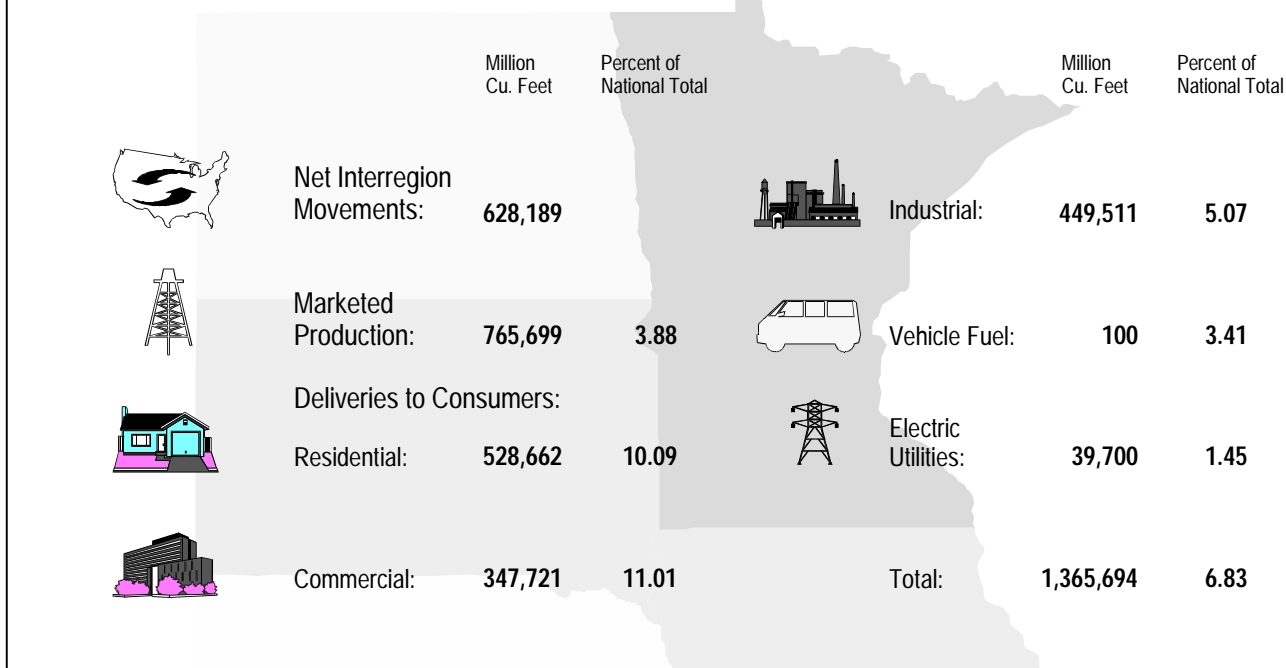 Million Cu. Feet Percent of National Total
Net Interregion Movements: 628,189
Marketed Production: 765,699 3.88
Deliveries to Consumers:
Residential: 528,662 10.09
Commercial: 347,721 11.01
Million Cu. Feet Percent of National Total
Industrial: 449,511 5.07
Vehicle Fuel: 100 3.41
Electric Utilities: 39,700 1.45
Total: 1,365,694 6.83